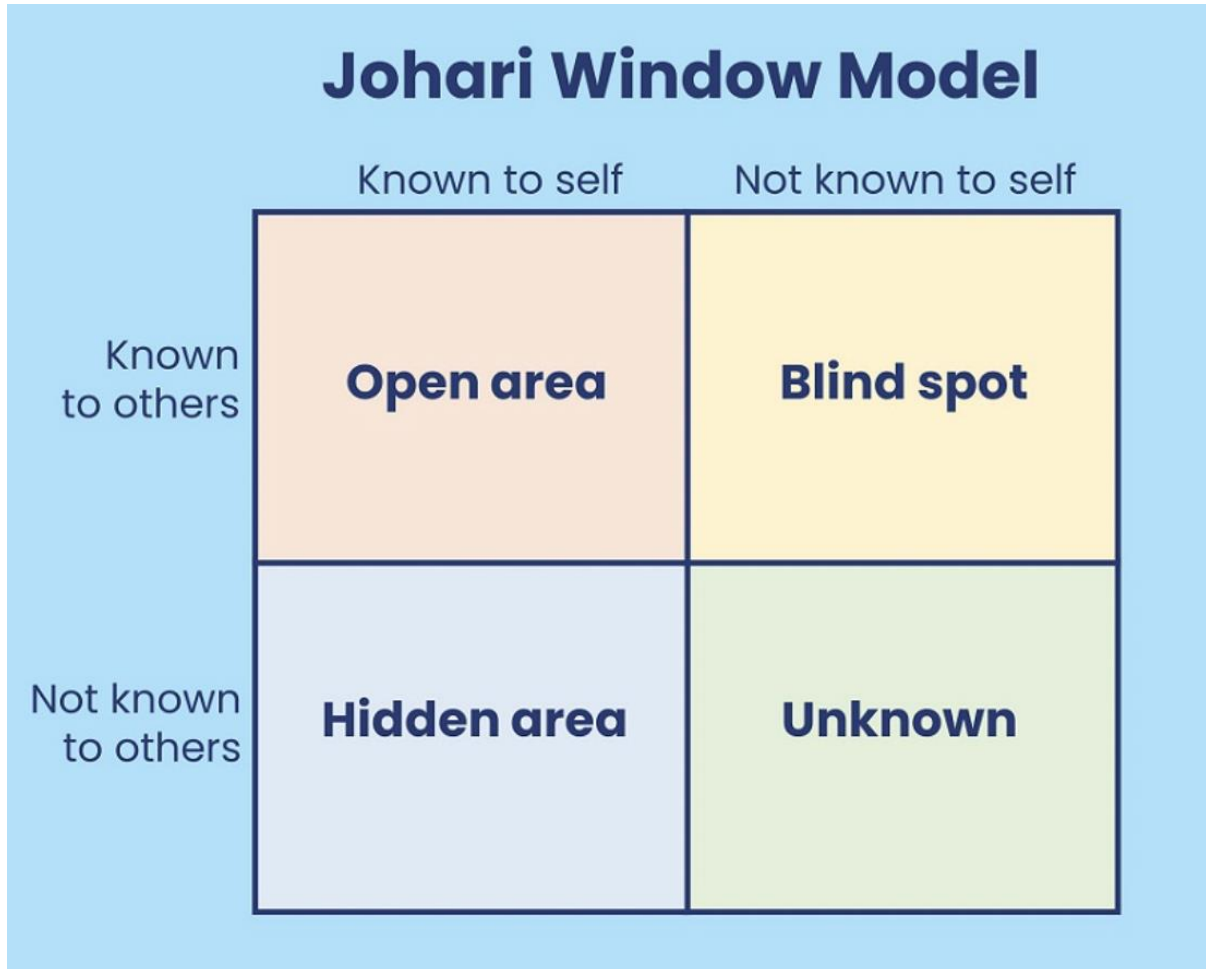 Johari Window Model
Known to self
Not known to self
Known
to others
Open area
Blind spot
Not known
to others
Hidden area
Unknown